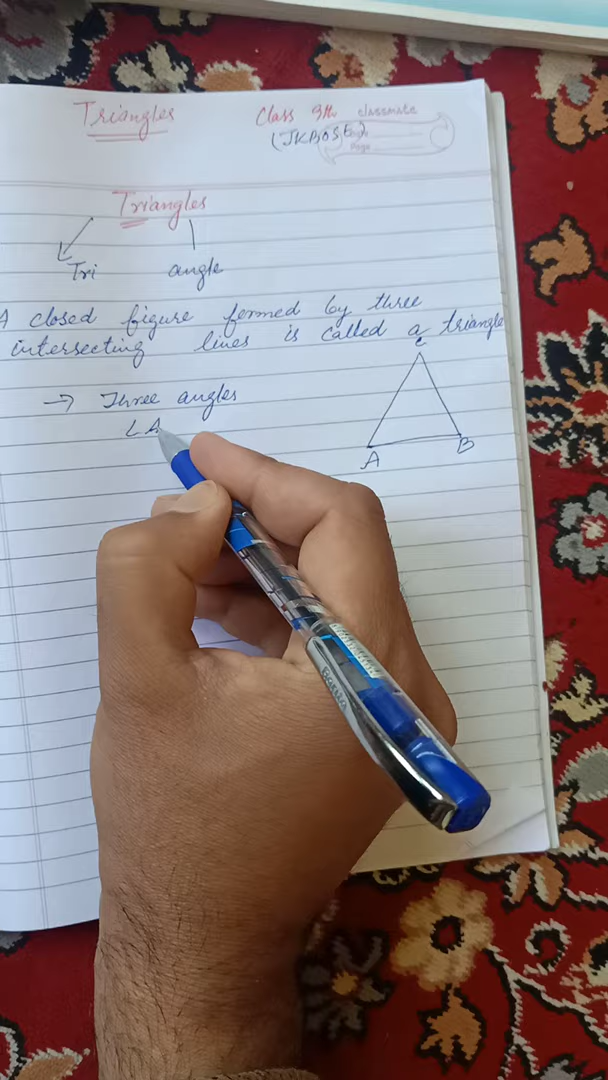 Triangles
Class 9th classmate
(JKBOSE)
Page
Triangles
Tri angle
A closed figure formed by three
intersecting lines is called a triangle
C
→ Three angles
∠A
A B